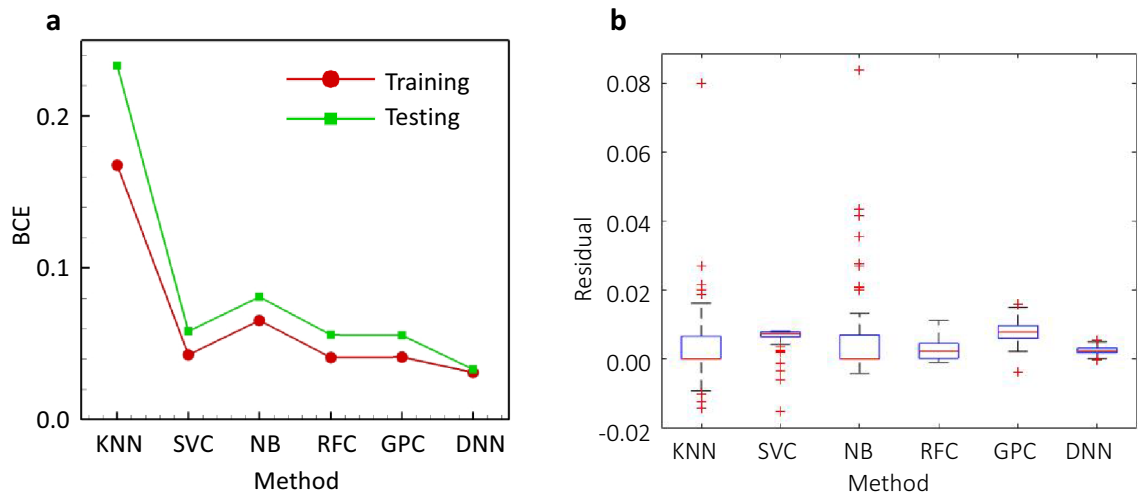 a
BCE
0.2
0.1
0.0
Training
Testing
KNN SVC NB RFC GPC DNN
Method
b
Residual
0.08
0.06
0.04
0.02
0.00
-0.02
KNN SVC NB RFC GPC DNN
Method